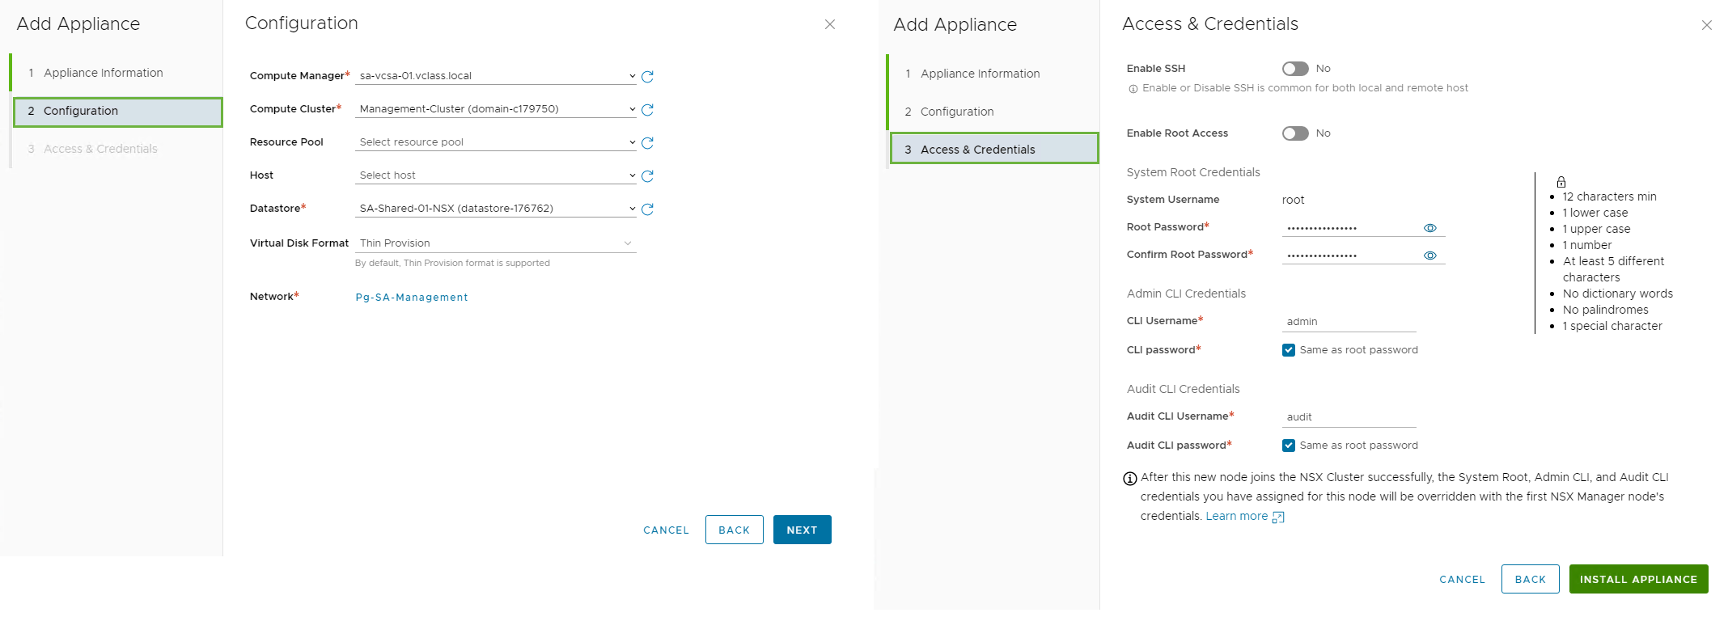 Add Appliance
1 Appliance Information
2 Configuration
3 Access & Credentials
Configuration
Compute Manager* sa-vcsa-01.vclass.local
Compute Cluster* Management-Cluster (domain-c179750)
Resource Pool Select resource pool
Host Select host
Datastore* SA-Shared-01-NSX (datastore-176762)
Virtual Disk Format Thin Provision
By default, Thin Provision format is supported
Network* Pg-SA-Management
CANCEL BACK NEXT
Add Appliance
1 Appliance Information
2 Configuration
3 Access & Credentials
Access & Credentials
Enable SSH No
Enable or Disable SSH is common for both local and remote host
Enable Root Access No
System Root Credentials
System Username root
Root Password* ••••••••••••••••
Confirm Root Password* ••••••••••••••••
Admin CLI Credentials
CLI Username* admin
CLI password* Same as root password
Audit CLI Credentials
Audit CLI Username* audit
Audit CLI password* Same as root password
• 12 characters min
• 1 lower case
• 1 upper case
• 1 number
• At least 5 different
characters
• No dictionary words
• No palindromes
• 1 special character
After this new node joins the NSX Cluster successfully, the System Root, Admin CLI, and Audit CLI
credentials you have assigned for this node will be overridden with the first NSX Manager node's
credentials. Learn more
CANCEL BACK INSTALL APPLIANCE